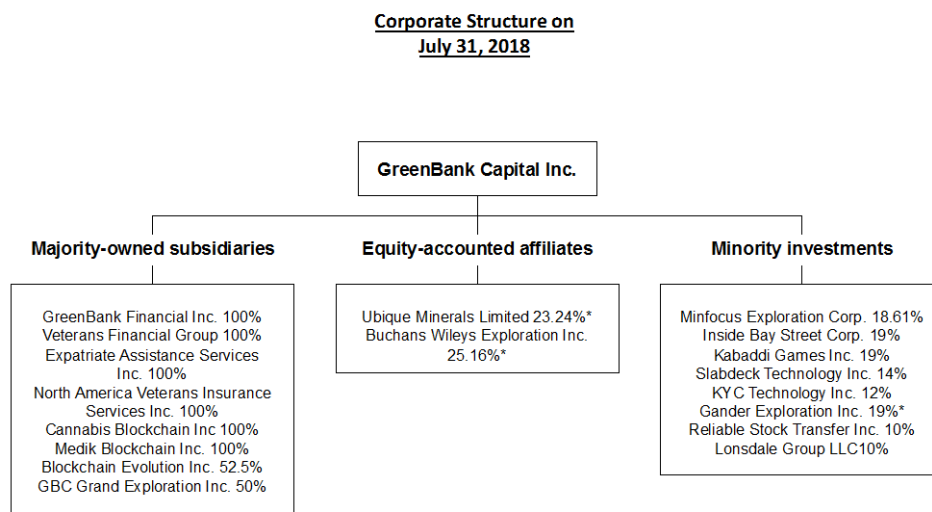 Corporate Structure on
July 31, 2018
GreenBank Capital Inc.
Majority-owned subsidiaries
GreenBank Financial Inc. 100%
Veterans Financial Group 100%
Expatriate Assistance Services
Inc. 100%
North America Veterans Insurance
Services Inc. 100%
Cannabis Blockchain Inc 100%
Medik Blockchain Inc. 100%
Blockchain Evolution Inc. 52.5%
GBC Grand Exploration Inc. 50%
Equity-accounted affiliates
Ubique Minerals Limited 23.24%*
Buchans Wileys Exploration Inc.
25.16%*
Minority investments
Minfocus Exploration Corp. 18.61%
Inside Bay Street Corp. 19%
Kabaddi Games Inc. 19%
Slabdeck Technology Inc. 14%
KYC Technology Inc. 12%
Gander Exploration Inc. 19%*
Reliable Stock Transfer Inc. 10%
Lonsdale Group LLC10%